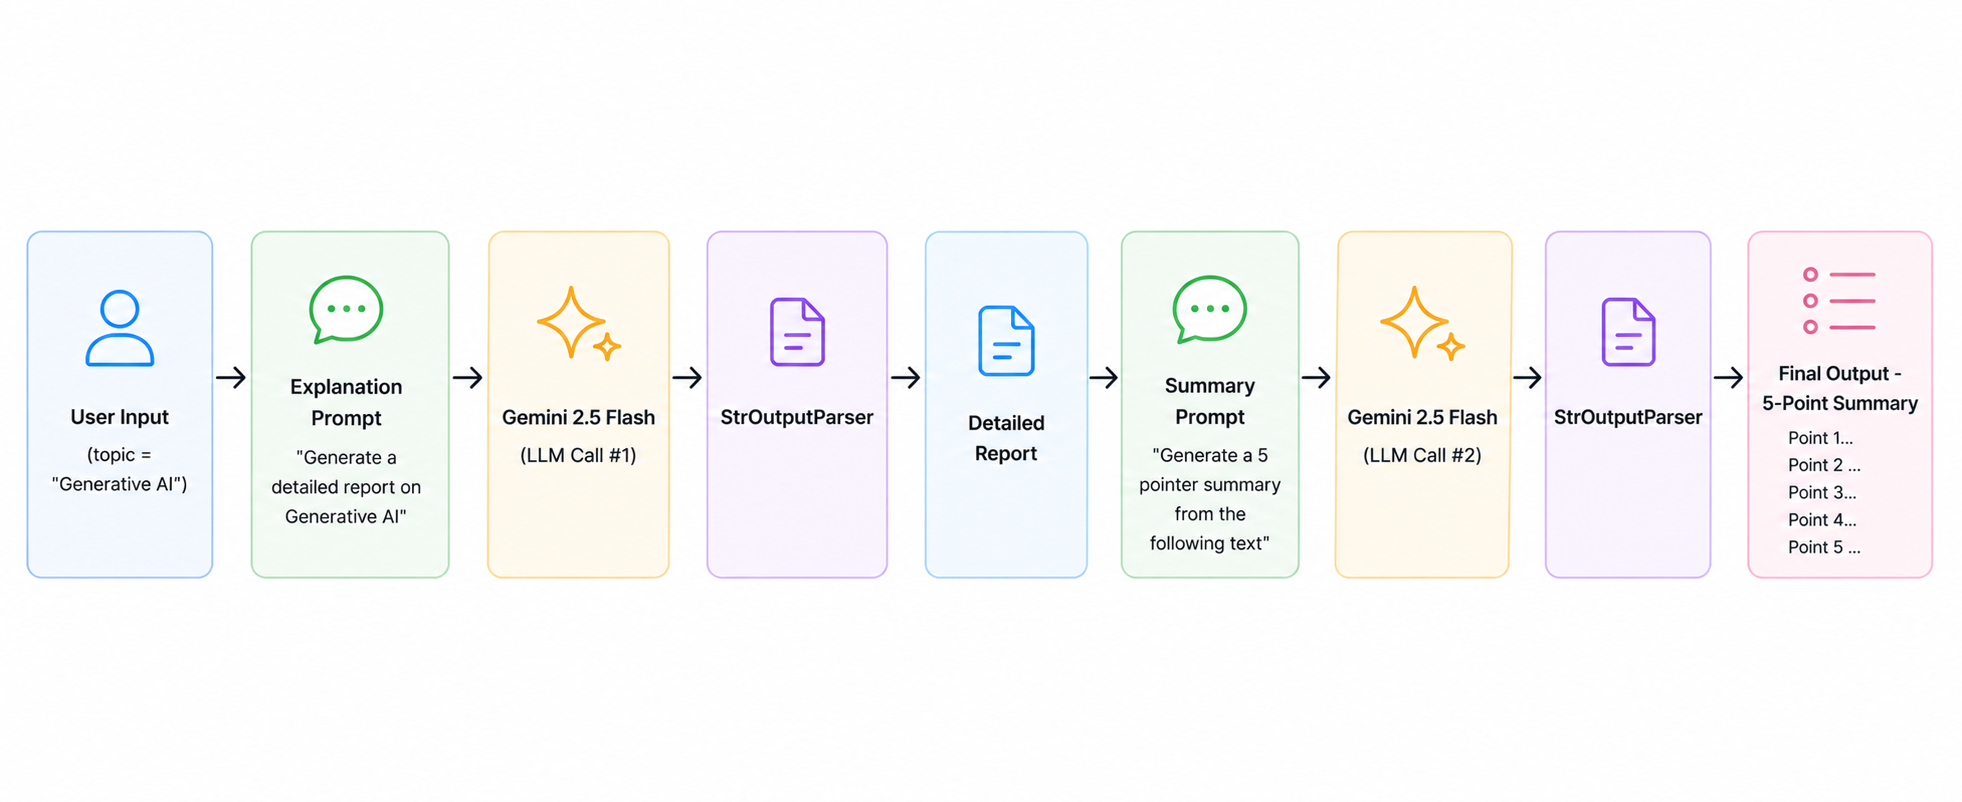 User Input
(topic =
"Generative AI")
Explanation
Prompt
"Generate a
detailed report on
Generative AI"
Gemini 2.5 Flash
(LLM Call #1)
StrOutputParser
Detailed
Report
Summary
Prompt
"Generate a 5
pointer summary
from the
following text"
Gemini 2.5 Flash
(LLM Call #2)
StrOutputParser
Final Output -
5-Point Summary
Point 1...
Point 2 ...
Point 3...
Point 4...
Point 5 ...